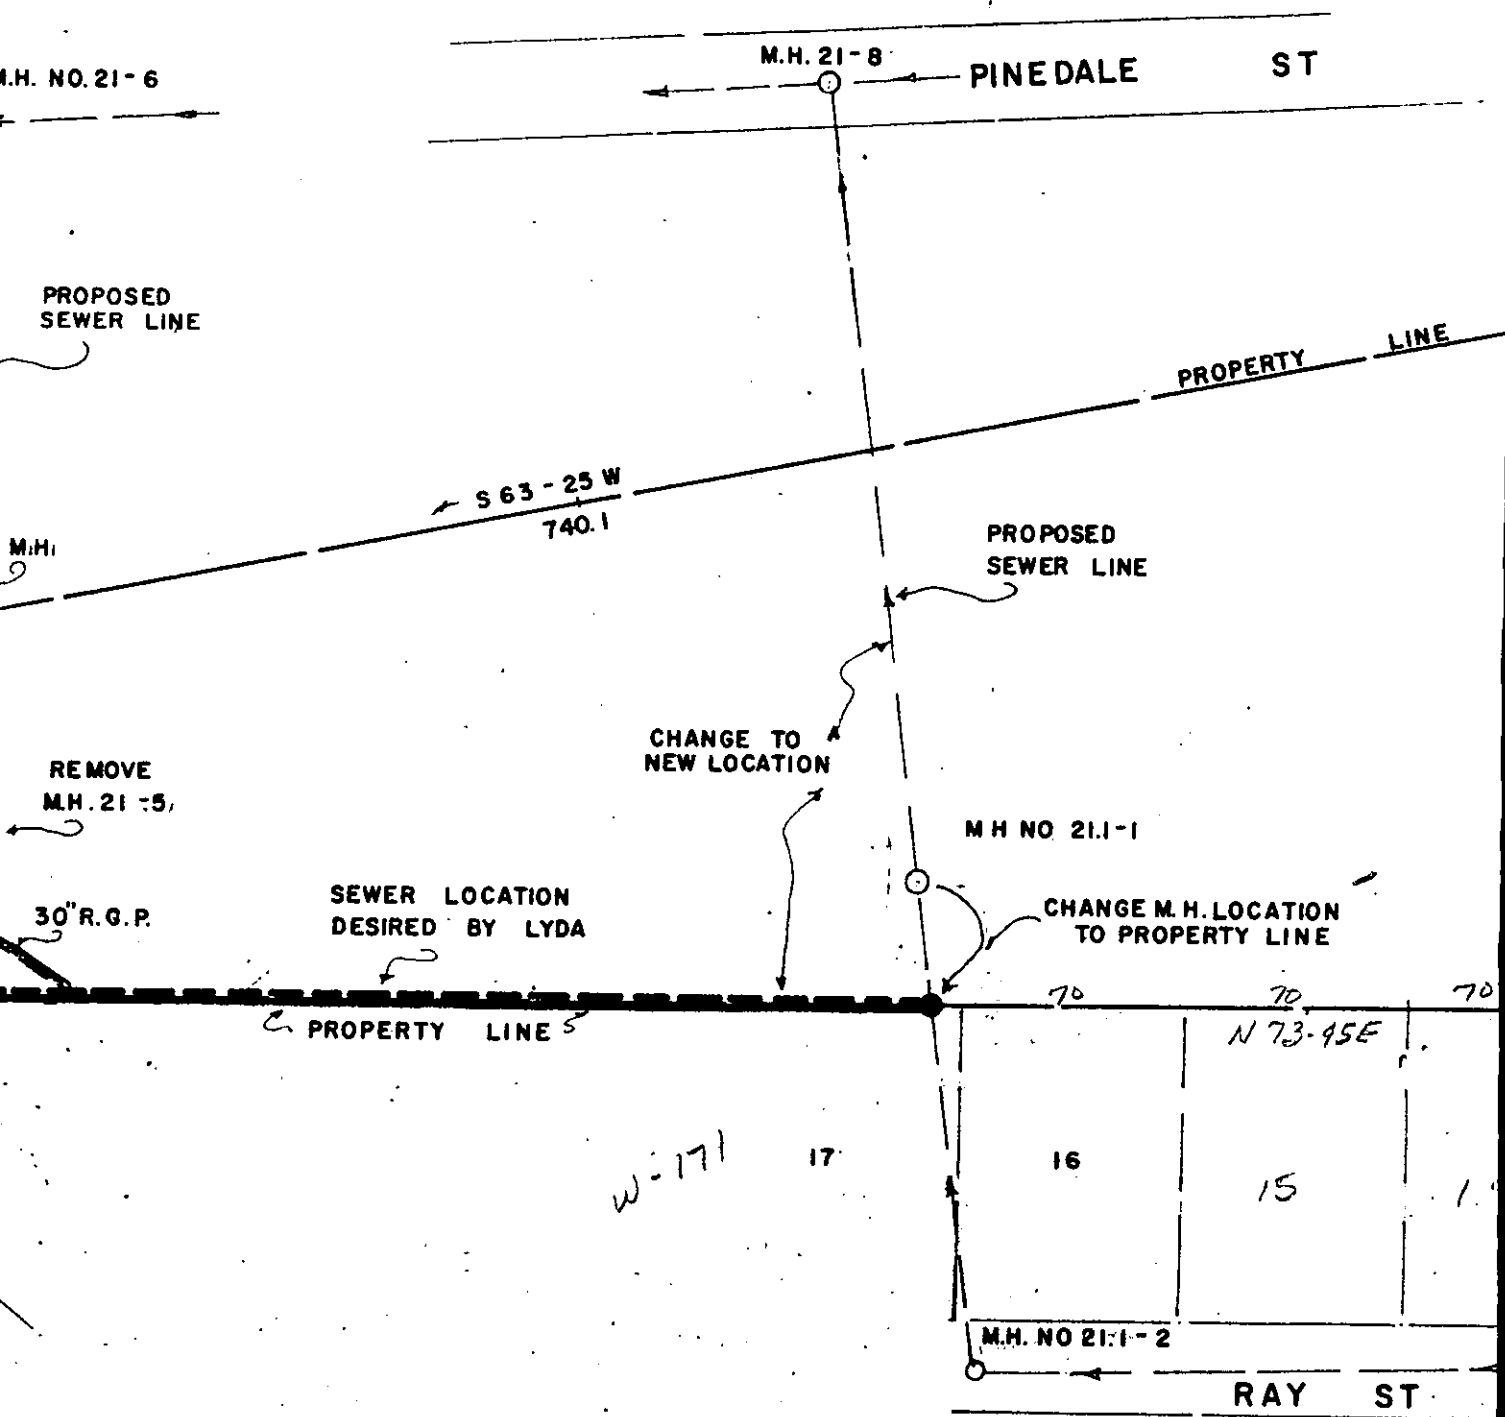 M.H. NO. 21-6
M.H. 21-8
PINEDALE ST
PROPOSED
SEWER LINE
PROPERTY LINE
S 63-25 W
740.1
M.H.
PROPOSED
SEWER LINE
CHANGE TO
NEW LOCATION
REMOVE
M.H. 21-5
M H NO 21.1-1
30" R.G.P.
SEWER LOCATION
DESIRED BY LYDA
CHANGE M.H. LOCATION
TO PROPERTY LINE
70 70 70
PROPERTY LINE
N 73-45E
W-171
17
16
15
M.H. NO 21.1-2
RAY ST